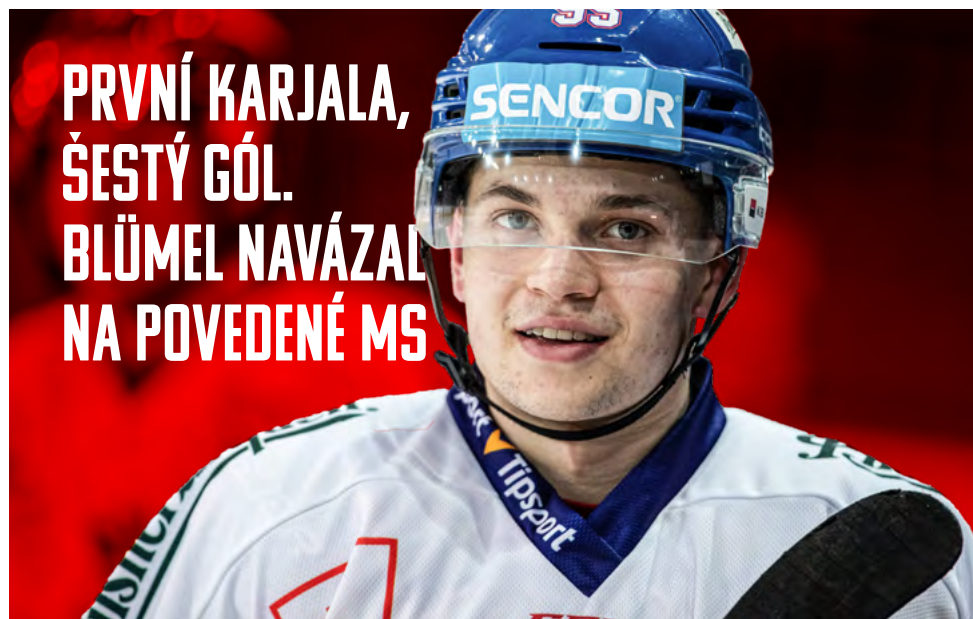 PRVNÍ KARJALA,
ŠESTÝ GÓL.
BLÜMEL NAVÁZAL
NA POVEDENÉ MS
SENCOR
Tipsport